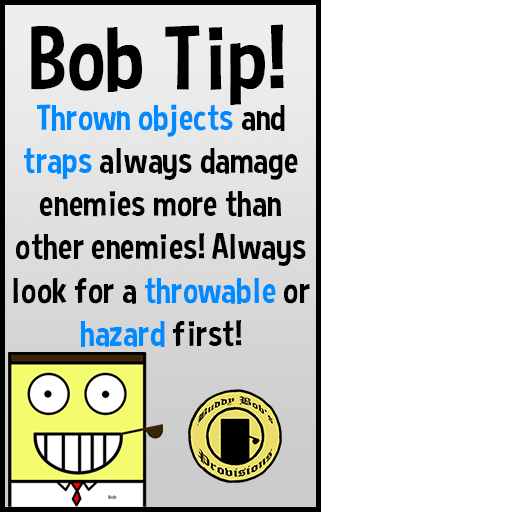 Bob Tip!
Thrown objects and
traps always damage
enemies more than
other enemies! Always
look for a throwable or
hazard first!
Buddy Bob's
Provisions
Bob